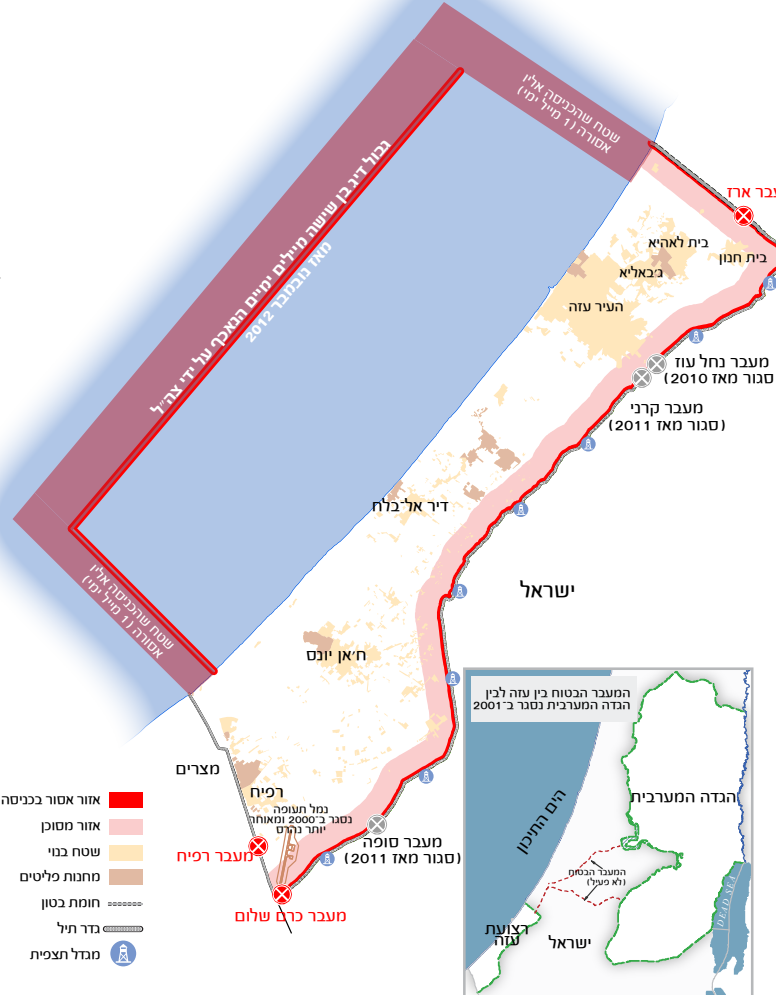 שטח שהכניסה אליו
אסורה (1 מייל ימי)
גבול דיג בן שישה מיילים ימיים הנאכף על ידי צה"ל
מאז נובמבר 2012
עבר ארז
בית לאהיא
בית חנון
ג'באליא
העיר עזה
מעבר נחל עוז
סגור מאז 2010)
מעבר קרני
(סגור מאז 2011)
דיר אל־בלח
ישראל
שטח שהכניסה אליו
אסורה (1 מייל ימי)
ח'אן יונס
מצרים
רפיח
נמל תעופה
נסגר ב־2000 ומאוחר
יותר נהרס
מעבר סופה
(סגור מאז 2011)
מעבר רפיח
מעבר כרם שלום
אזור אסור בכניסה
אזור מסוכן
שטח בנוי
מחנות פליטים
חומת בטון
גדר תיל
מגדל תצפית
המעבר הבטוח בין עזה לבין
הגדה המערבית נסגר ב־2001
הים התיכון
הגדה המערבית
המעבר הבטוח
(לא פעיל)
רצועת
עזה
ישראל
DEAD SEA